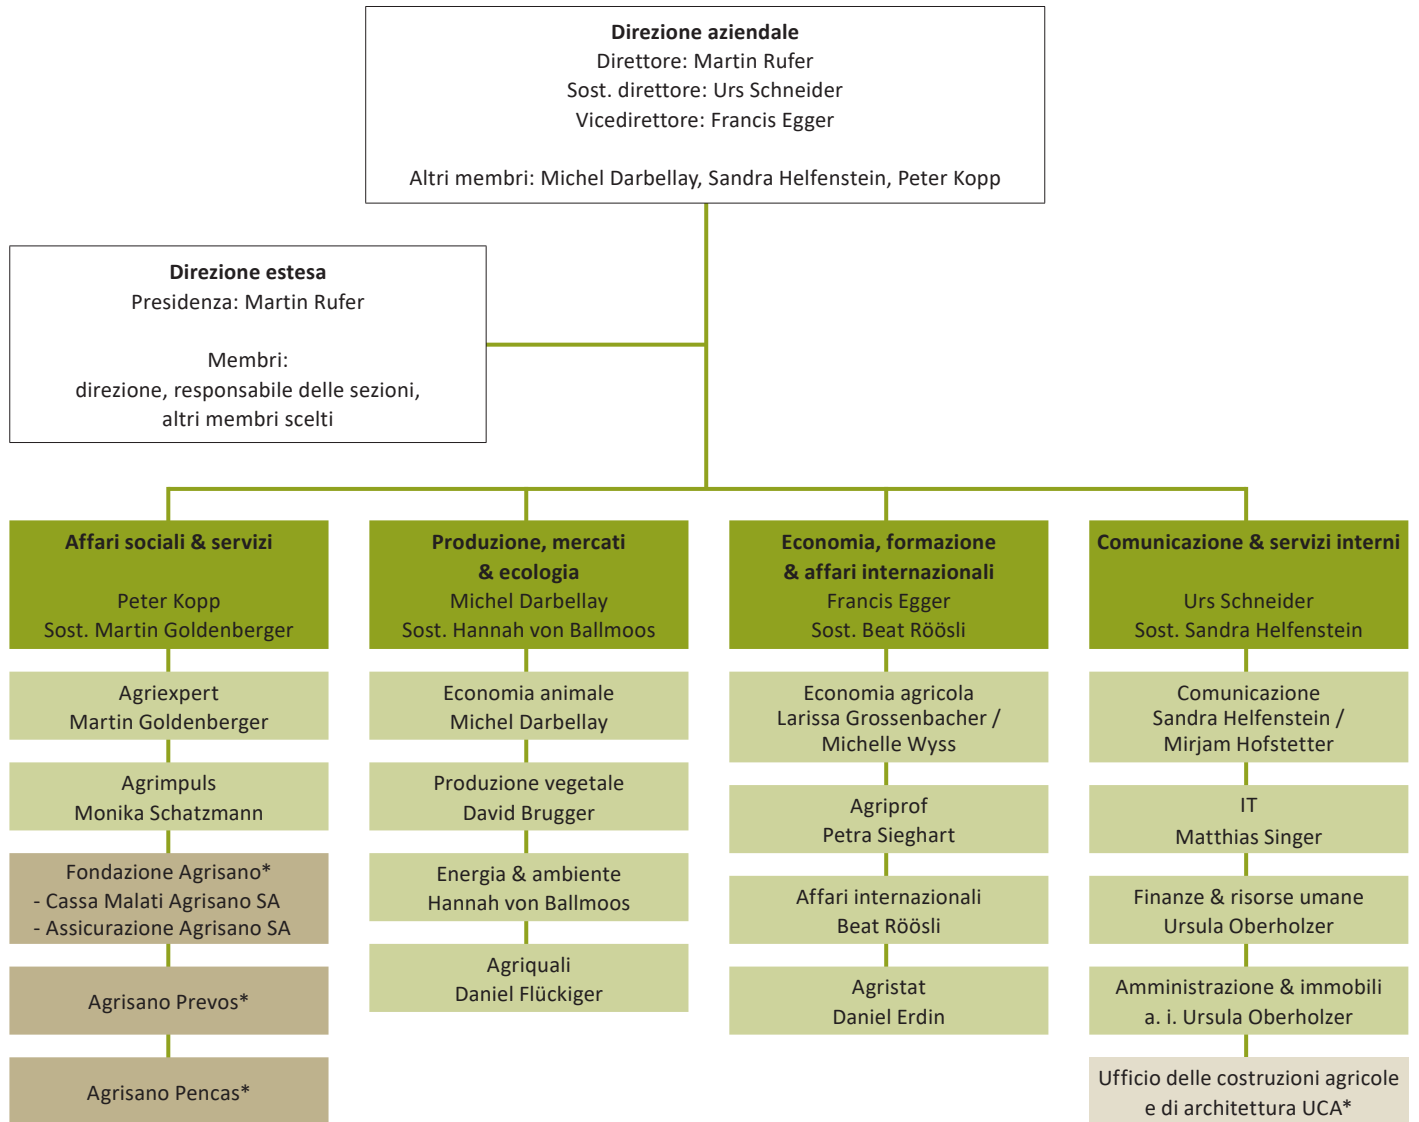 Direzione aziendale
Direttore: Martin Rufer
Sost. direttore: Urs Schneider
Vicedirettore: Francis Egger
Altri membri: Michel Darbellay, Sandra Helfenstein, Peter Kopp
Direzione estesa
Presidenza: Martin Rufer
Membri:
direzione, responsabile delle sezioni,
altri membri scelti
Affari sociali & servizi
Peter Kopp
Sost. Martin Goldenberger
Agriexpert
Martin Goldenberger
Agrimpuls
Monika Schatzmann
Fondazione Agrisano*
- Cassa Malati Agrisano SA
- Assicurazione Agrisano SA
Agrisano Prevos*
Agrisano Pencas*
Produzione, mercati
& ecologia
Michel Darbellay
Sost. Hannah von Ballmoos
Economia animale
Michel Darbellay
Produzione vegetale
David Brugger
Energia & ambiente
Hannah von Ballmoos
Agriquali
Daniel Flückiger
Economia, formazione
& affari internazionali
Francis Egger
Sost. Beat Röösli
Economia agricola
Larissa Grossenbacher /
Michelle Wyss
Agriprof
Petra Sieghart
Affari internazionali
Beat Röösli
Agristat
Daniel Erdin
Comunicazione & servizi interni
Urs Schneider
Sost. Sandra Helfenstein
Comunicazione
Sandra Helfenstein /
Mirjam Hofstetter
IT
Matthias Singer
Finanze & risorse umane
Ursula Oberholzer
Amministrazione & immobili
a. i. Ursula Oberholzer
Ufficio delle costruzioni agricole
e di architettura UCA*